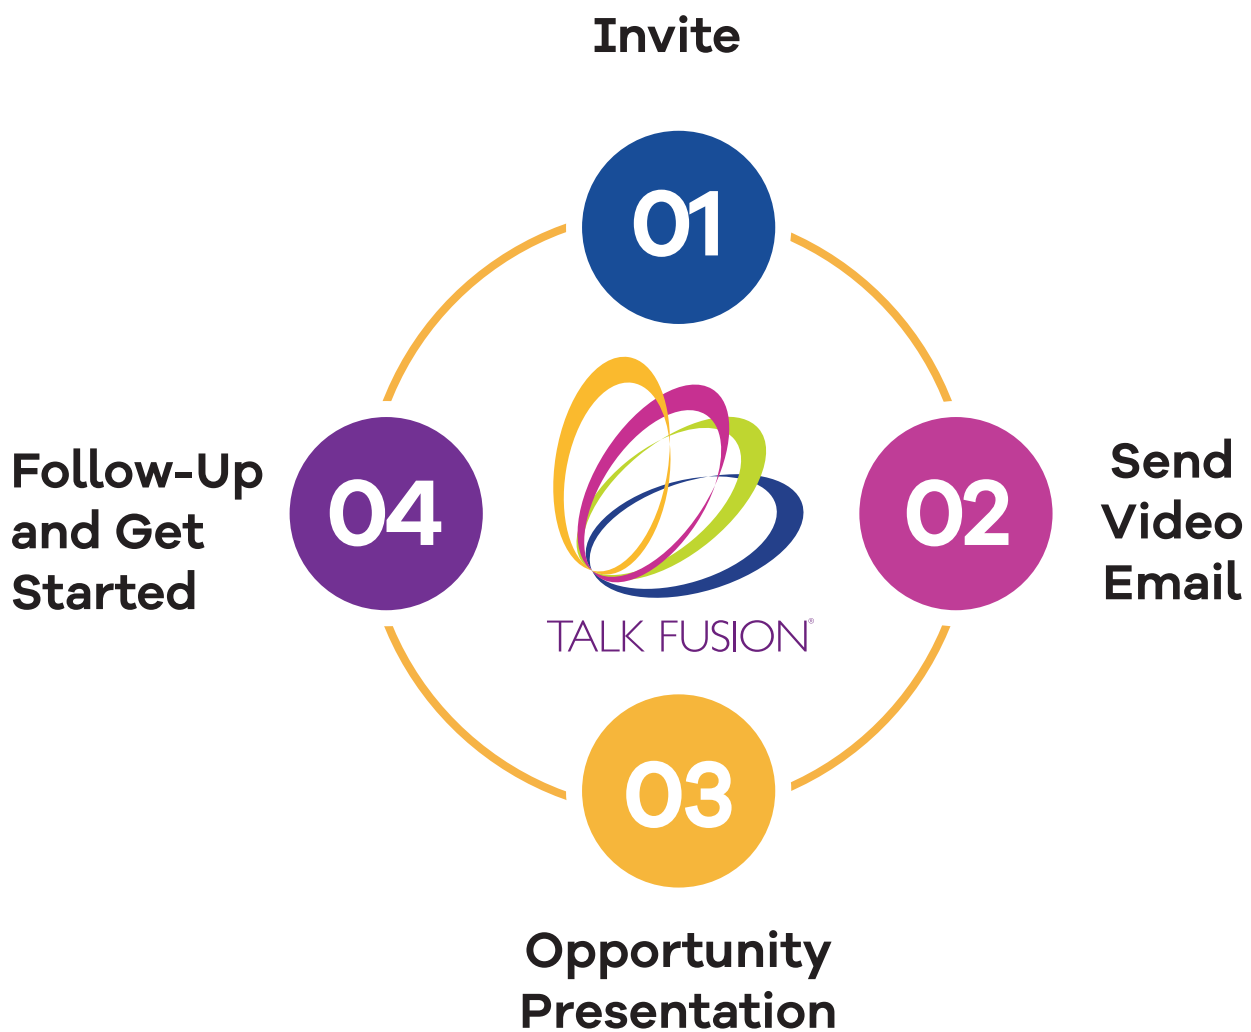 Invite
01
02
Send
Video
Email
03
Opportunity
Presentation
04
Follow-Up
and Get
Started
TALK FUSION®